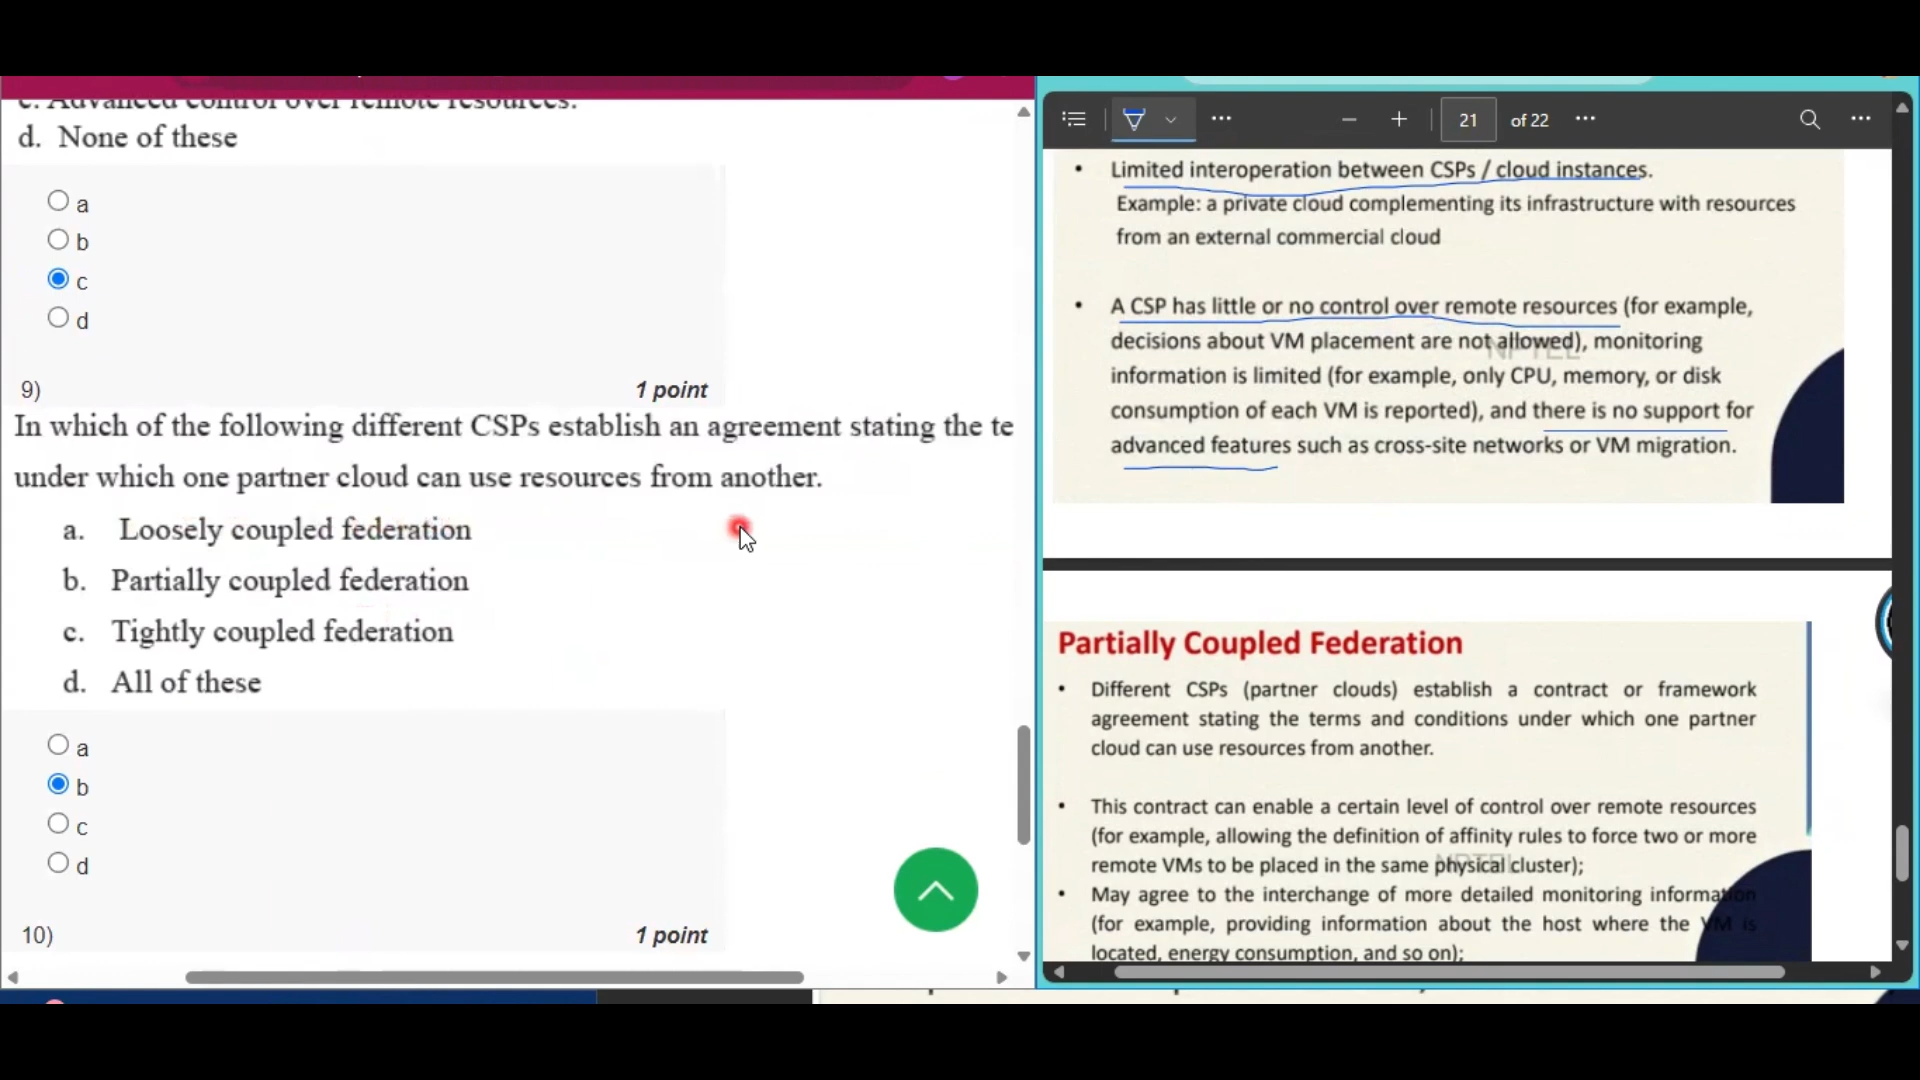 c. Advanced control over remote resources.
d. None of these
a
b
c
d
9)
1 point
In which of the following different CSPs establish an agreement stating the te
under which one partner cloud can use resources from another.
a. Loosely coupled federation
b. Partially coupled federation
c. Tightly coupled federation
d. All of these
a
b
c
d
10)
1 point
21 of 22
• Limited interoperation between CSPs / cloud instances.
Example: a private cloud complementing its infrastructure with resources
from an external commercial cloud
• A CSP has little or no control over remote resources (for example,
decisions about VM placement are not allowed), monitoring
information is limited (for example, only CPU, memory, or disk
consumption of each VM is reported), and there is no support for
advanced features such as cross-site networks or VM migration.
NPTEL
Partially Coupled Federation
• Different CSPs (partner clouds) establish a contract or framework
agreement stating the terms and conditions under which one partner
cloud can use resources from another.
• This contract can enable a certain level of control over remote resources
(for example, allowing the definition of affinity rules to force two or more
remote VMs to be placed in the same physical cluster);
• May agree to the interchange of more detailed monitoring information
(for example, providing information about the host where the VM is
located, energy consumption, and so on);
NPTEL